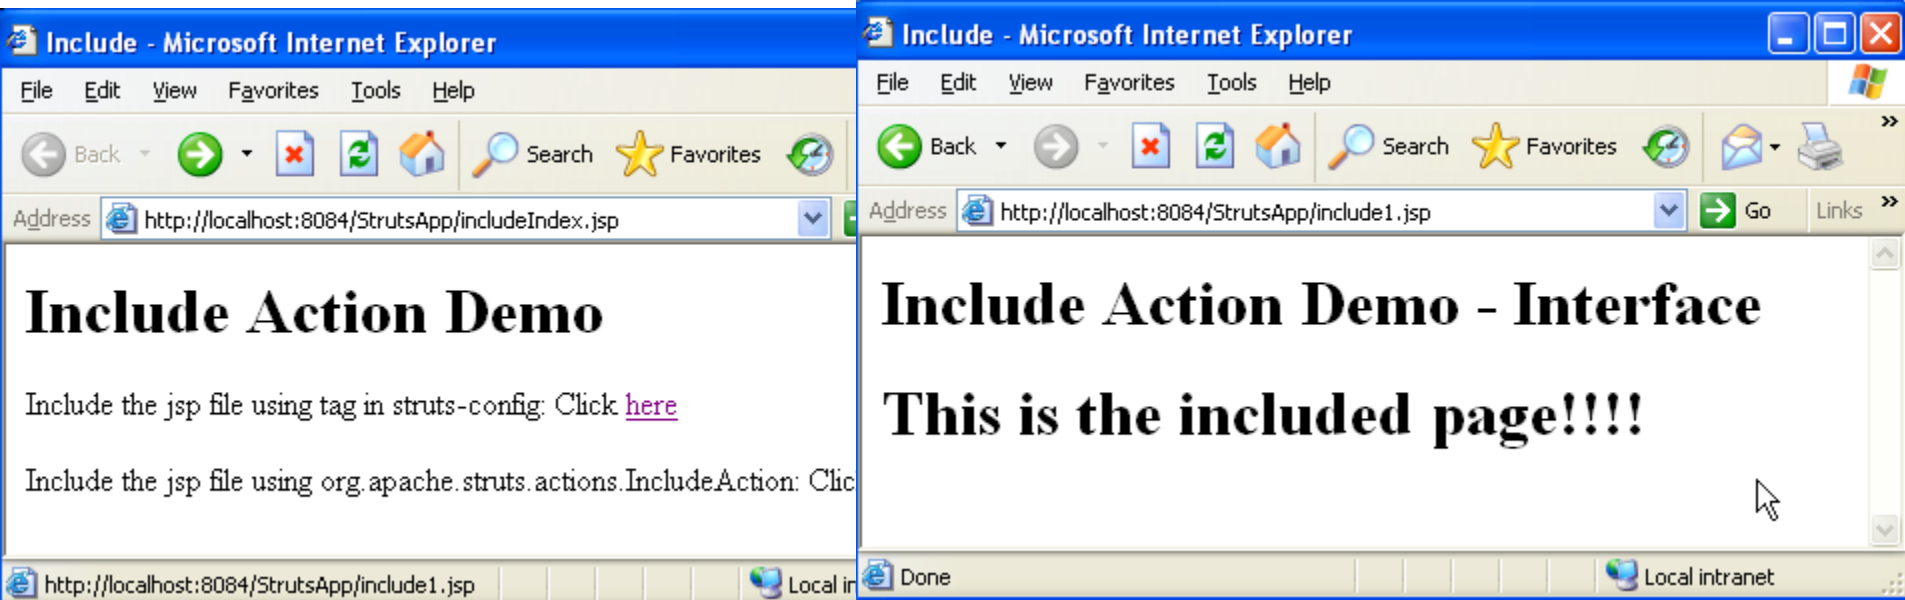 Include - Microsoft Internet Explorer
File Edit View Favorites Tools Help
Back Search Favorites
Address http://localhost:8084/StrutsApp/includeIndex.jsp
Include Action Demo
Include the jsp file using tag in struts-config: Click here
Include the jsp file using org.apache.struts.actions.IncludeAction: Clic
http://localhost:8084/StrutsApp/include1.jsp Local in
Include - Microsoft Internet Explorer
File Edit View Favorites Tools Help
Back Search Favorites »
Address http://localhost:8084/StrutsApp/include1.jsp Go Links »
Include Action Demo - Interface
This is the included page!!!!
Done Local intranet